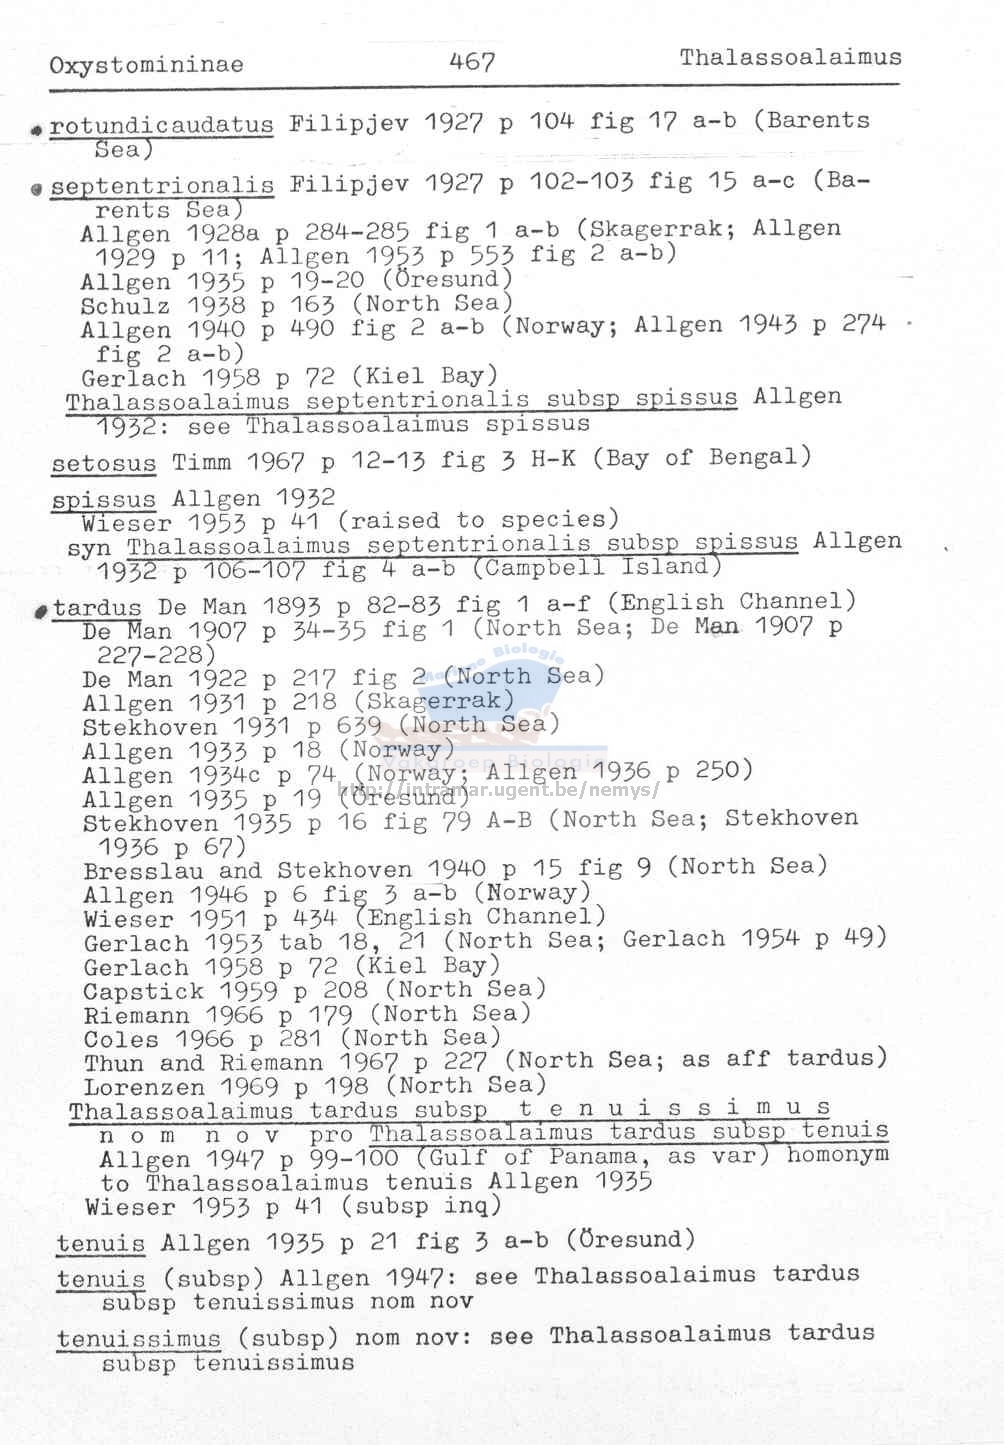 Oxystomininae 467 Thalassoalaimus
rotundicaudatus Filipjev 1927 p 104 fig 17 a-b (Barents
Sea)
septentrionalis Filipjev 1927 p 102-103 fig 15 a-c (Ba-
rents Sea)
Allgen 1928a p 284-285 fig 1 a-b (Skagerrak; Allgen
1929 p 11; Allgen 1953 p 553 fig 2 a-b)
Allgen 1935 p 19-20 (Öresund)
Schulz 1938 p 163 (North Sea)
Allgen 1940 p 490 fig 2 a-b (Norway; Allgen 1943 p 274
fig 2 a-b)
Gerlach 1958 p 72 (Kiel Bay)
Thalassoalaimus septentrionalis subsp spissus Allgen
1932: see Thalassoalaimus spissus
setosus Timm 1967 p 12-13 fig 3 H-K (Bay of Bengal)
spissus Allgen 1932
Wieser 1953 p 41 (raised to species)
syn Thalassoalaimus septentrionalis subsp spissus Allgen
1932 p 106-107 fig 4 a-b (Campbell Island)
tardus De Man 1893 p 82-83 fig 1 a-f (English Channel)
De Man 1907 p 34-35 fig 1 (North Sea; De Man 1907 p
227-228)
De Man 1922 p 217 fig 2 (North Sea)
Allgen 1931 p 218 (Skagerrak)
Stekhoven 1931 p 639 (North Sea)
Allgen 1933 p 18 (Norway)
Allgen 1934c p 74 (Norway; Allgen 1936 p 250)
Allgen 1935 p 19 (Öresund)
Stekhoven 1935 p 16 fig 79 A-B (North Sea; Stekhoven
1936 p 67)
Bresslau and Stekhoven 1940 p 15 fig 9 (North Sea)
Allgen 1946 p 6 fig 3 a-b (Norway)
Wieser 1951 p 434 (English Channel)
Gerlach 1953 tab 18, 21 (North Sea; Gerlach 1954 p 49)
Gerlach 1958 p 72 (Kiel Bay)
Capstick 1959 p 208 (North Sea)
Riemann 1966 p 179 (North Sea)
Coles 1966 p 281 (North Sea)
Thun and Riemann 1967 p 227 (North Sea; as aff tardus)
Lorenzen 1969 p 198 (North Sea)
Thalassoalaimus tardus subsp t e n u i s s i m u s
n o m n o v pro Thalassoalaimus tardus subsp tenuis
Allgen 1947 p 99-100 (Gulf of Panama, as var) homonym
to Thalassoalaimus tenuis Allgen 1935
Wieser 1953 p 41 (subsp inq)
tenuis Allgen 1935 p 21 fig 3 a-b (Öresund)
tenuis (subsp) Allgen 1947: see Thalassoalaimus tardus
subsp tenuissimus nom nov
tenuissimus (subsp) nom nov: see Thalassoalaimus tardus
subsp tenuissimus
Mariene Biologie
Vakgroep Biologie
http://intramar.ugent.be/nemys/